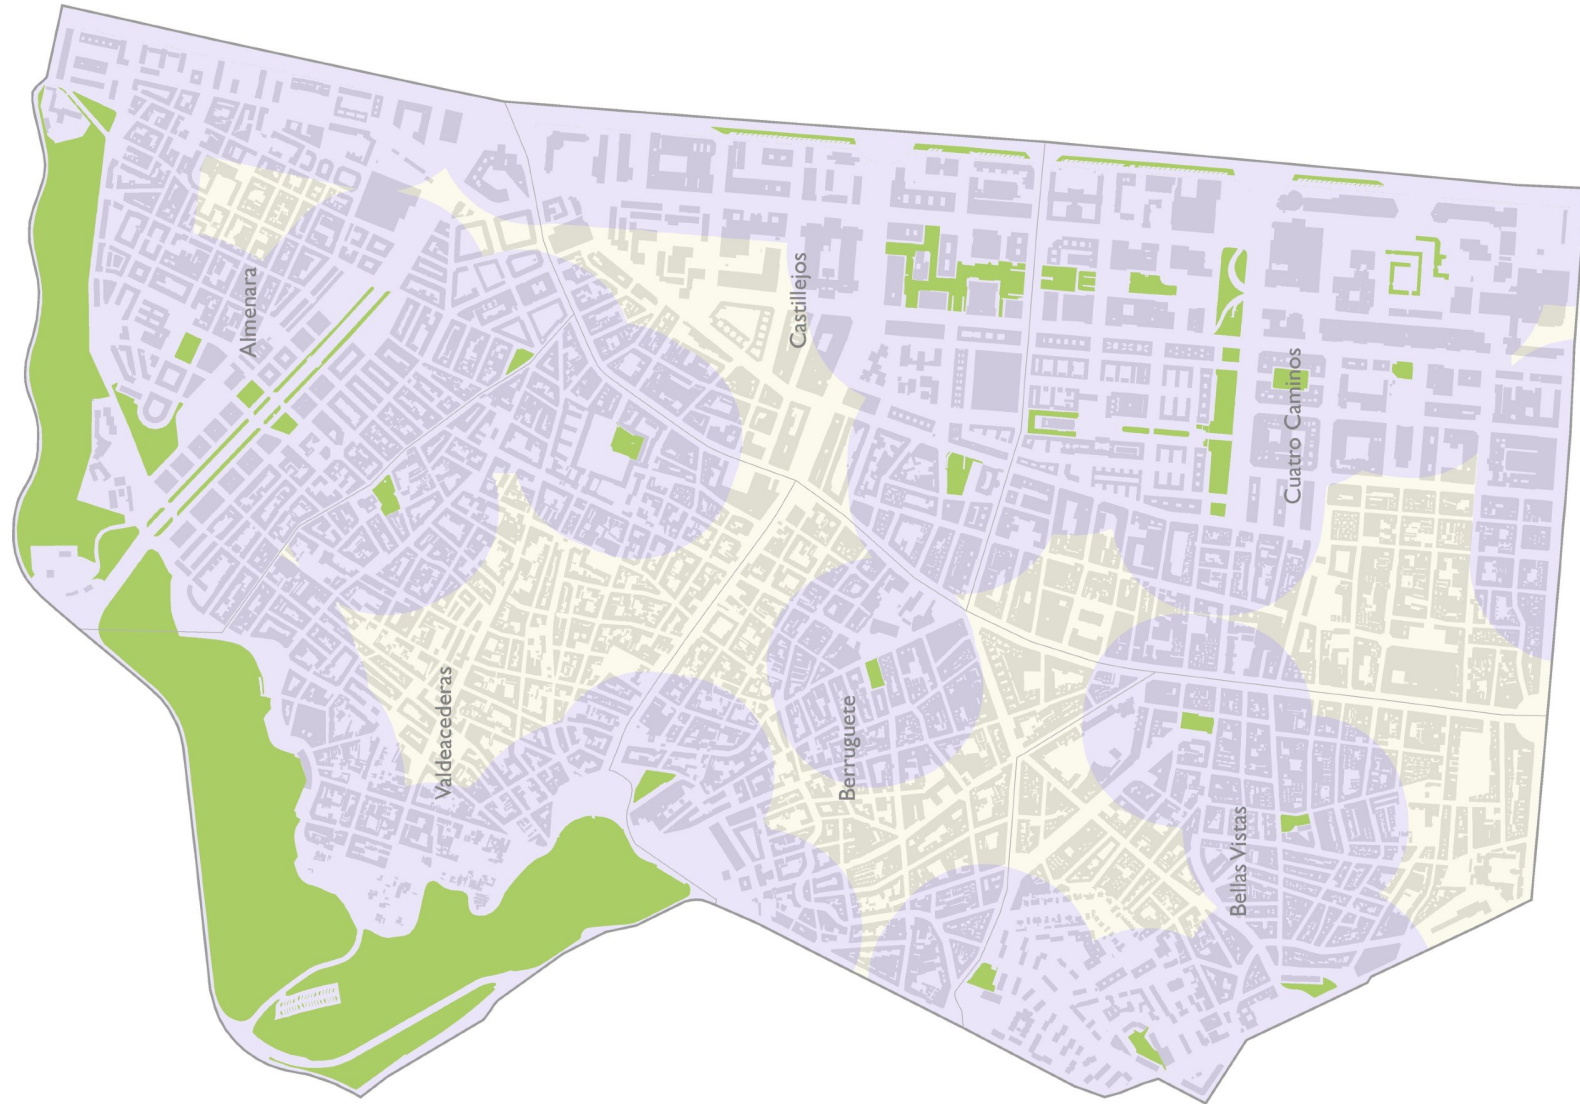 Almenara
Castillejos
Cuatro Caminos
Valdeacederas
Berruguete
Bellas Vistas